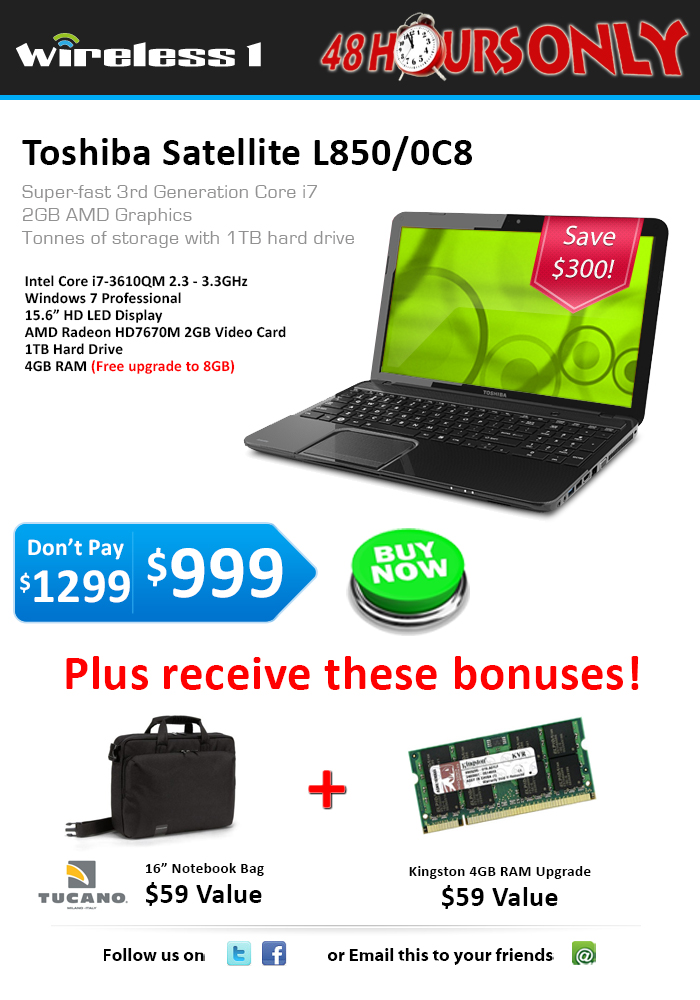 wireless 1
48 HOURS ONLY
Toshiba Satellite L850/0C8
Super-fast 3rd Generation Core i7
2GB AMD Graphics
Tonnes of storage with 1TB hard drive
Intel Core i7-3610QM 2.3 - 3.3GHz
Windows 7 Professional
15.6” HD LED Display
AMD Radeon HD7670M 2GB Video Card
1TB Hard Drive
4GB RAM (Free upgrade to 8GB)
Save
$300!
TOSHIBA
Don’t Pay
$1299
$999
BUY
NOW
Plus receive these bonuses!
Kingston
KVR
+
TUCANO.
MILANO ITALY
16” Notebook Bag
$59 Value
Kingston 4GB RAM Upgrade
$59 Value
Follow us on
t
f
or Email this to your friends
@